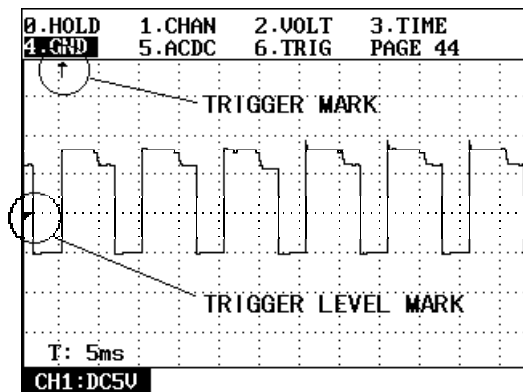 0.HOLD 1.CHAN 2.VOLT 3.TIME
4.GND 5.ACDC 6.TRIG PAGE 44
TRIGGER MARK
TRIGGER LEVEL MARK
T: 5ms
CH1:DC5V